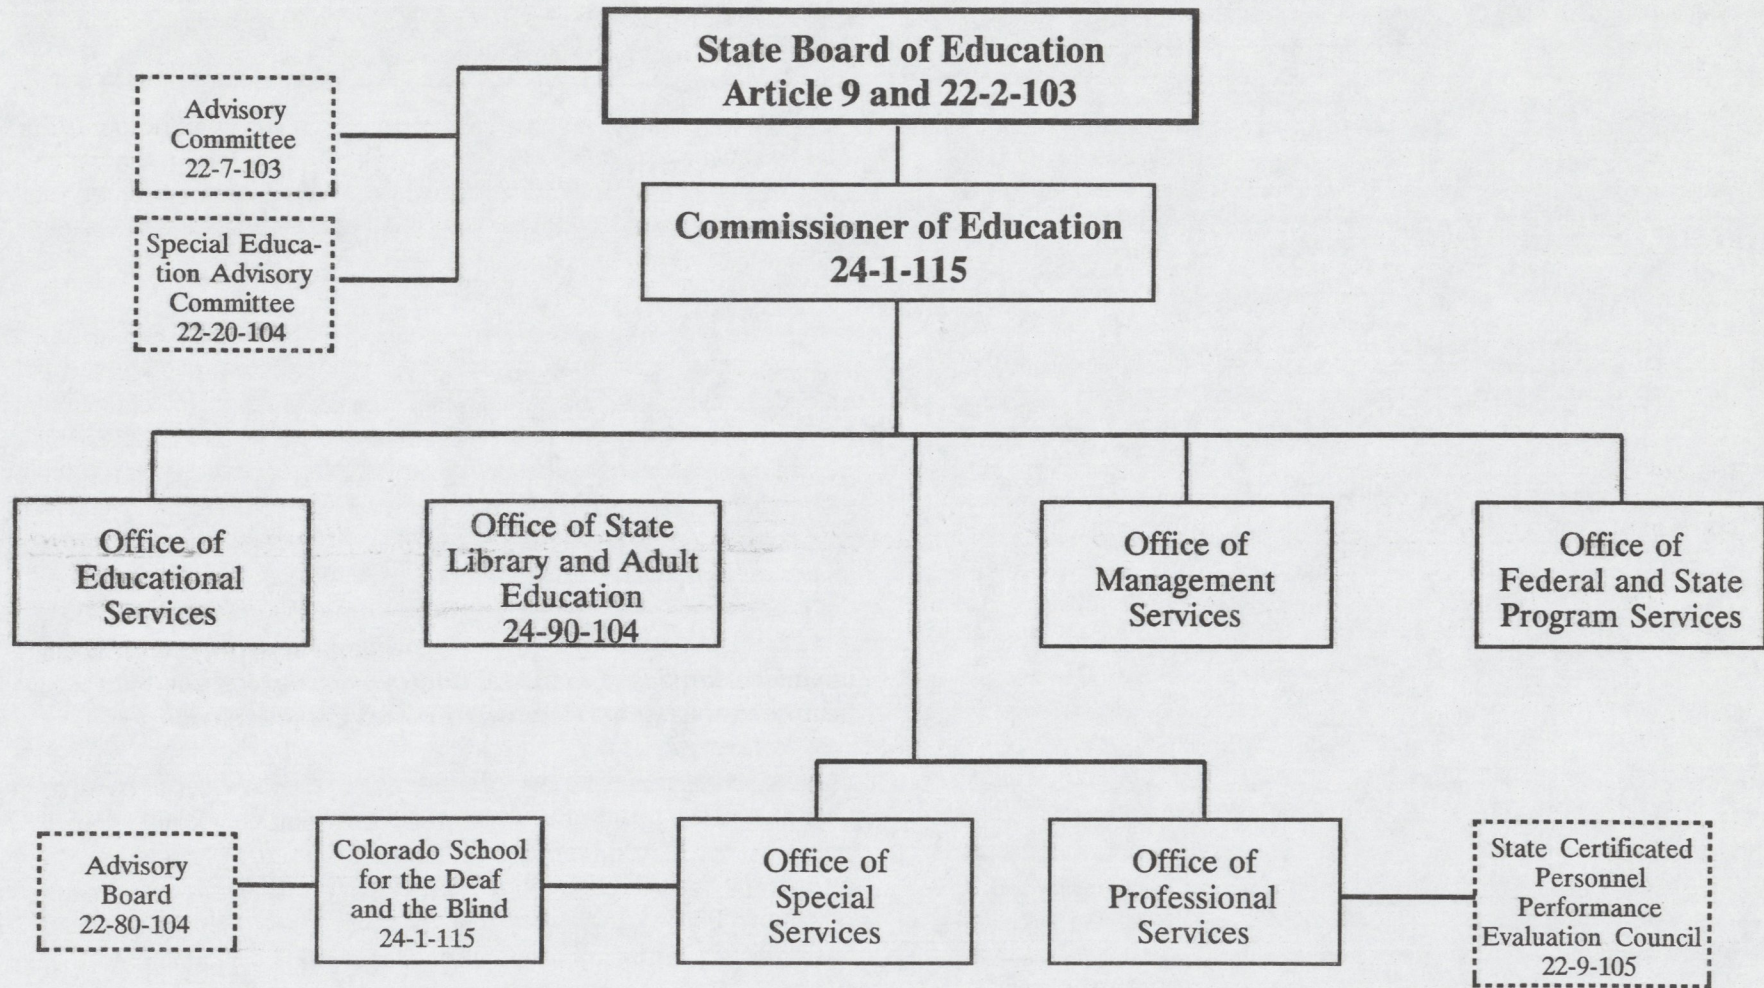 State Board of Education
Article 9 and 22-2-103
Advisory
Committee
22-7-103
Special Educa-
tion Advisory
Committee
22-20-104
Commissioner of Education
24-1-115
Office of
Educational
Services
Office of State
Library and Adult
Education
24-90-104
Office of
Management
Services
Office of
Federal and State
Program Services
Advisory
Board
22-80-104
Colorado School
for the Deaf
and the Blind
24-1-115
Office of
Special
Services
Office of
Professional
Services
State Certificated
Personnel
Performance
Evaluation Council
22-9-105